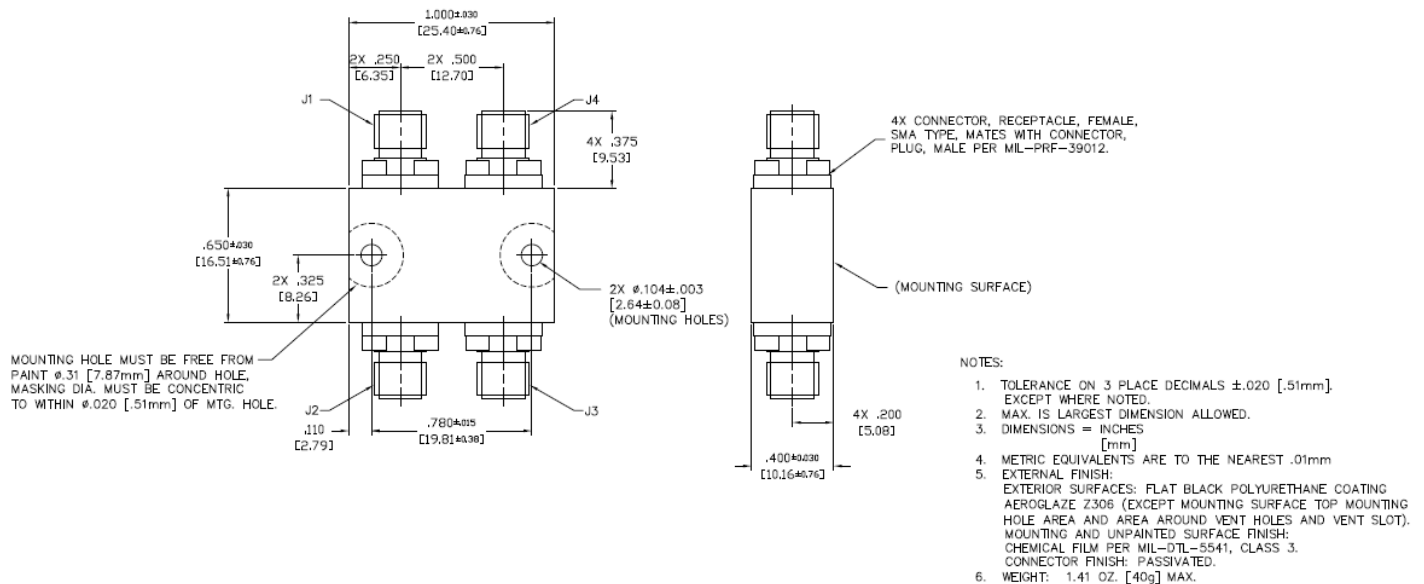 1.000±.030
[25.40±0.76]
2X .250
[6.35]
2X .500
[12.70]
J1
J4
4X .375
[9.53]
4X CONNECTOR, RECEPTACLE, FEMALE,
SMA TYPE, MATES WITH CONNECTOR,
PLUG, MALE PER MIL-PRF-39012.
.650±.030
[16.51±0.76]
2X .325
[8.26]
2X ø.104±.003
[2.64±0.08]
(MOUNTING HOLES)
(MOUNTING SURFACE)
MOUNTING HOLE MUST BE FREE FROM
PAINT ø.31 [7.87mm] AROUND HOLE,
MASKING DIA. MUST BE CONCENTRIC
TO WITHIN ø.020 [.51mm] OF MTG. HOLE.
J2
J3
.110
[2.79]
.780±.015
[19.81±0.38]
4X .200
[5.08]
.400±0.030
[10.16±0.76]
NOTES:
1. TOLERANCE ON 3 PLACE DECIMALS ±.020 [.51mm].
EXCEPT WHERE NOTED.
2. MAX. IS LARGEST DIMENSION ALLOWED.
3. DIMENSIONS = INCHES
[mm]
4. METRIC EQUIVALENTS ARE TO THE NEAREST .01mm
5. EXTERNAL FINISH:
EXTERIOR SURFACES: FLAT BLACK POLYURETHANE COATING
AEROGLAZE Z306 (EXCEPT MOUNTING SURFACE TOP MOUNTING
HOLE AREA AND AREA AROUND VENT HOLES AND VENT SLOT).
MOUNTING AND UNPAINTED SURFACE FINISH:
CHEMICAL FILM PER MIL-DTL-5541, CLASS 3.
CONNECTOR FINISH: PASSIVATED.
6. WEIGHT: 1.41 OZ. [40g] MAX.